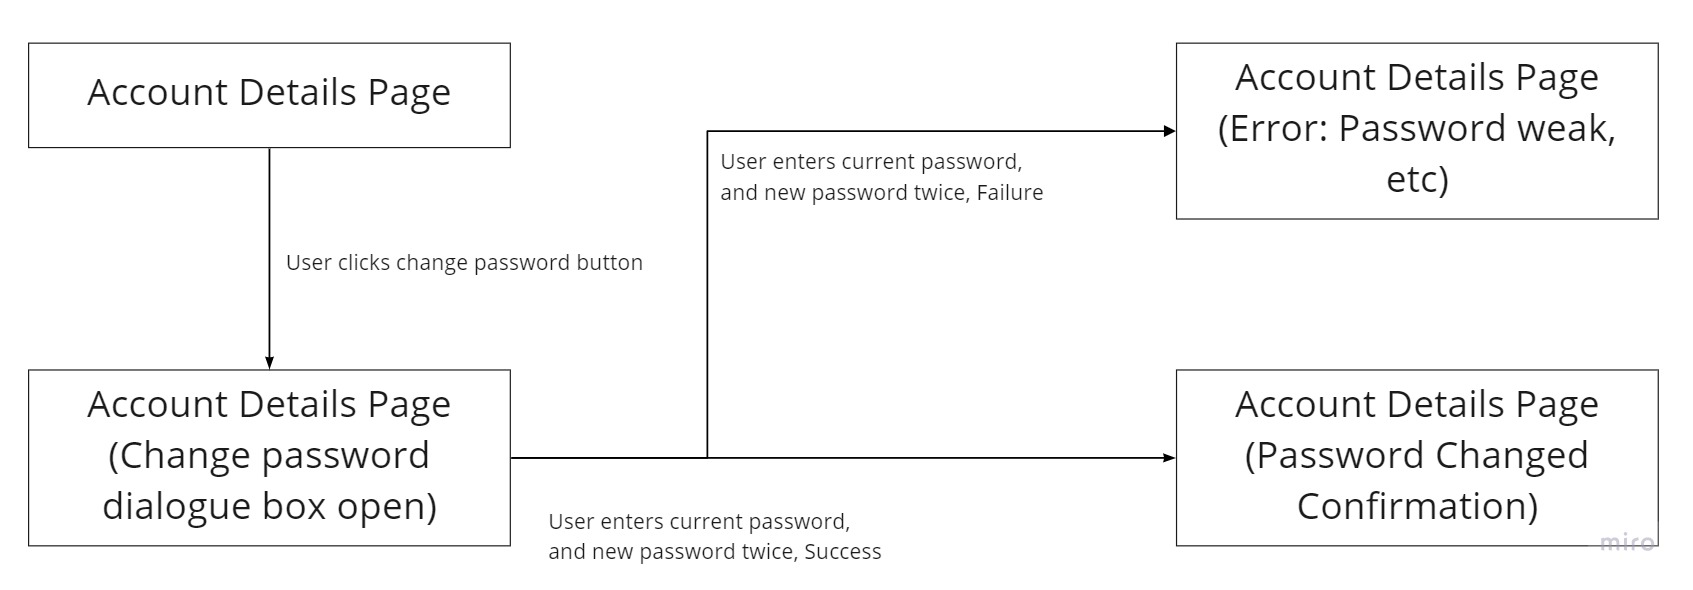 Account Details Page
Account Details Page
(Error: Password weak,
etc)
User enters current password,
and new password twice, Failure
User clicks change password button
Account Details Page
(Change password
dialogue box open)
Account Details Page
(Password Changed
Confirmation)
User enters current password,
and new password twice, Success
miro